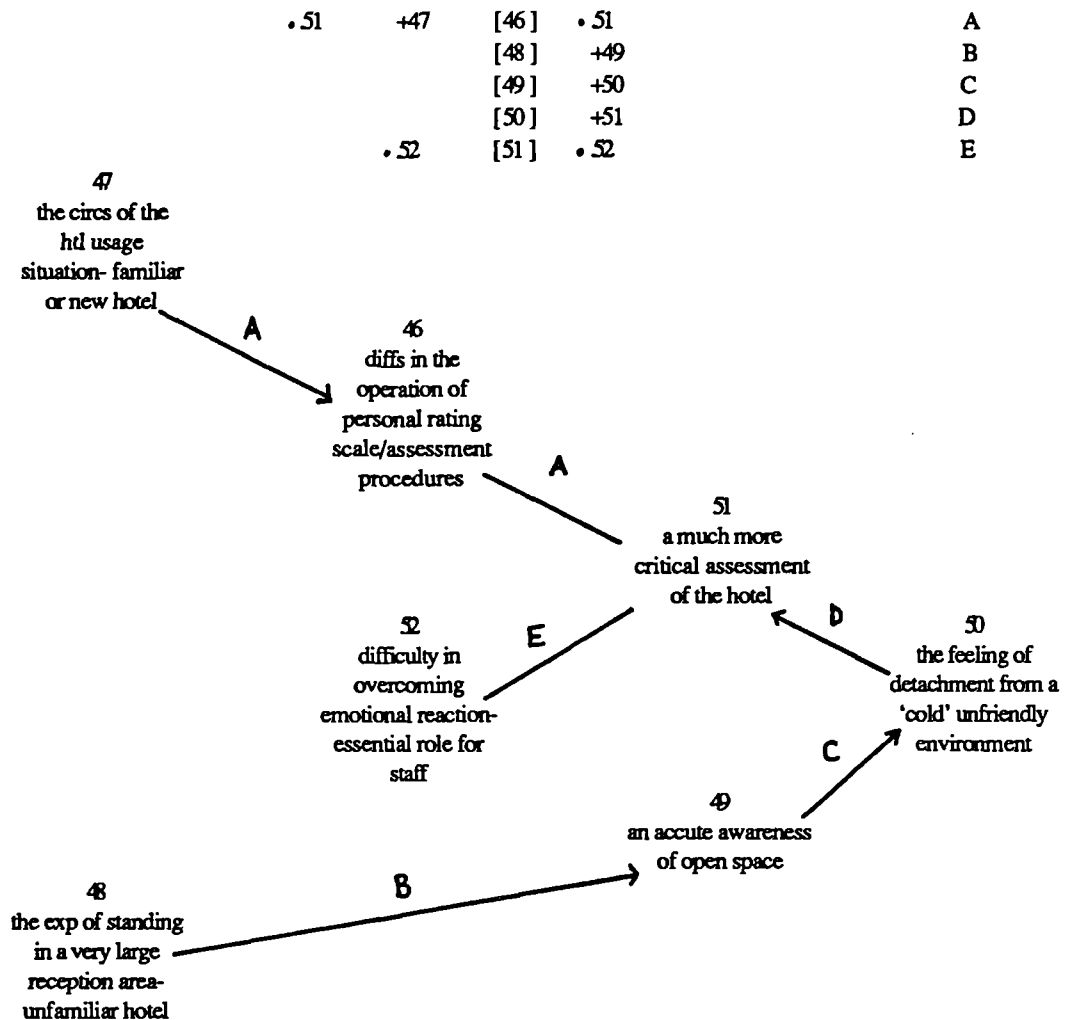 • 51 +47 [46] • 51 A
[48] +49 B
[49] +50 C
[50] +51 D
• 52 [51] • 52 E
47
the circs of the
htl usage
situation- familiar
or new hotel
A
46
diffs in the
operation of
personal rating
scale/assessment
procedures
A
51
a much more
critical assessment
of the hotel
D
50
the feeling of
detachment from a
‘cold’ unfriendly
environment
E
52
difficulty in
overcoming
emotional reaction-
essential role for
staff
C
49
an accute awareness
of open space
B
48
the exp of standing
in a very large
reception area-
unfamiliar hotel